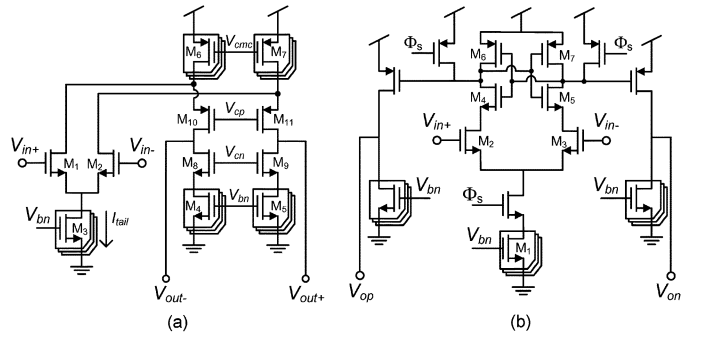 M6
Vcmc
M7
M10
Vcp
M11
Vin+
M1
M2
Vin-
M8
Vcn
M9
Vbn
M3
Itail
M4
Vbn
M5
Vout-
Vout+
(a)
Φs
M6
M7
Φs
M4
M5
Vin+
M2
M3
Vin-
Vbn
Φs
Vbn
Vbn
M1
Vop
Von
(b)